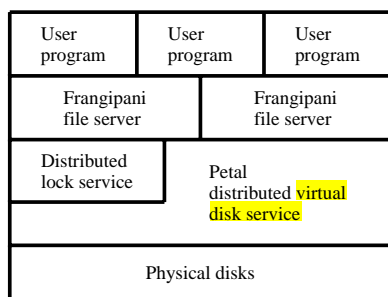 User program
User program
User program
Frangipani file server
Frangipani file server
Distributed lock service
Petal
distributed virtual
disk service
Physical disks